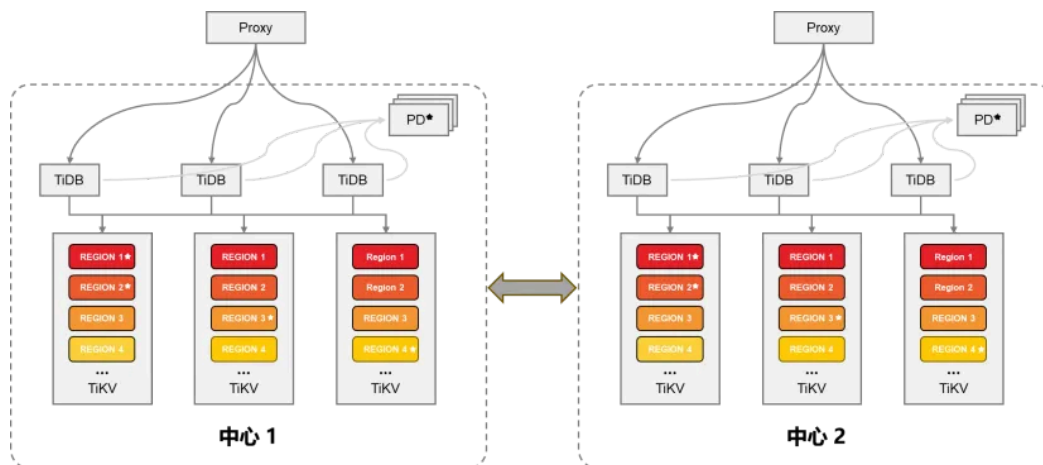 Proxy
PD★
TiDB
TiDB
TiDB
REGION 1★
REGION 2★
REGION 3
REGION 4
...
TiKV
REGION 1
REGION 2
REGION 3★
REGION 4
...
TiKV
Region 1
Region 2
REGION 3
REGION 4★
...
TiKV
中心 1
Proxy
PD★
TiDB
TiDB
TiDB
REGION 1★
REGION 2★
REGION 3
REGION 4
...
TiKV
REGION 1
REGION 2
REGION 3★
REGION 4
...
TiKV
Region 1
Region 2
REGION 3
REGION 4★
...
TiKV
中心 2